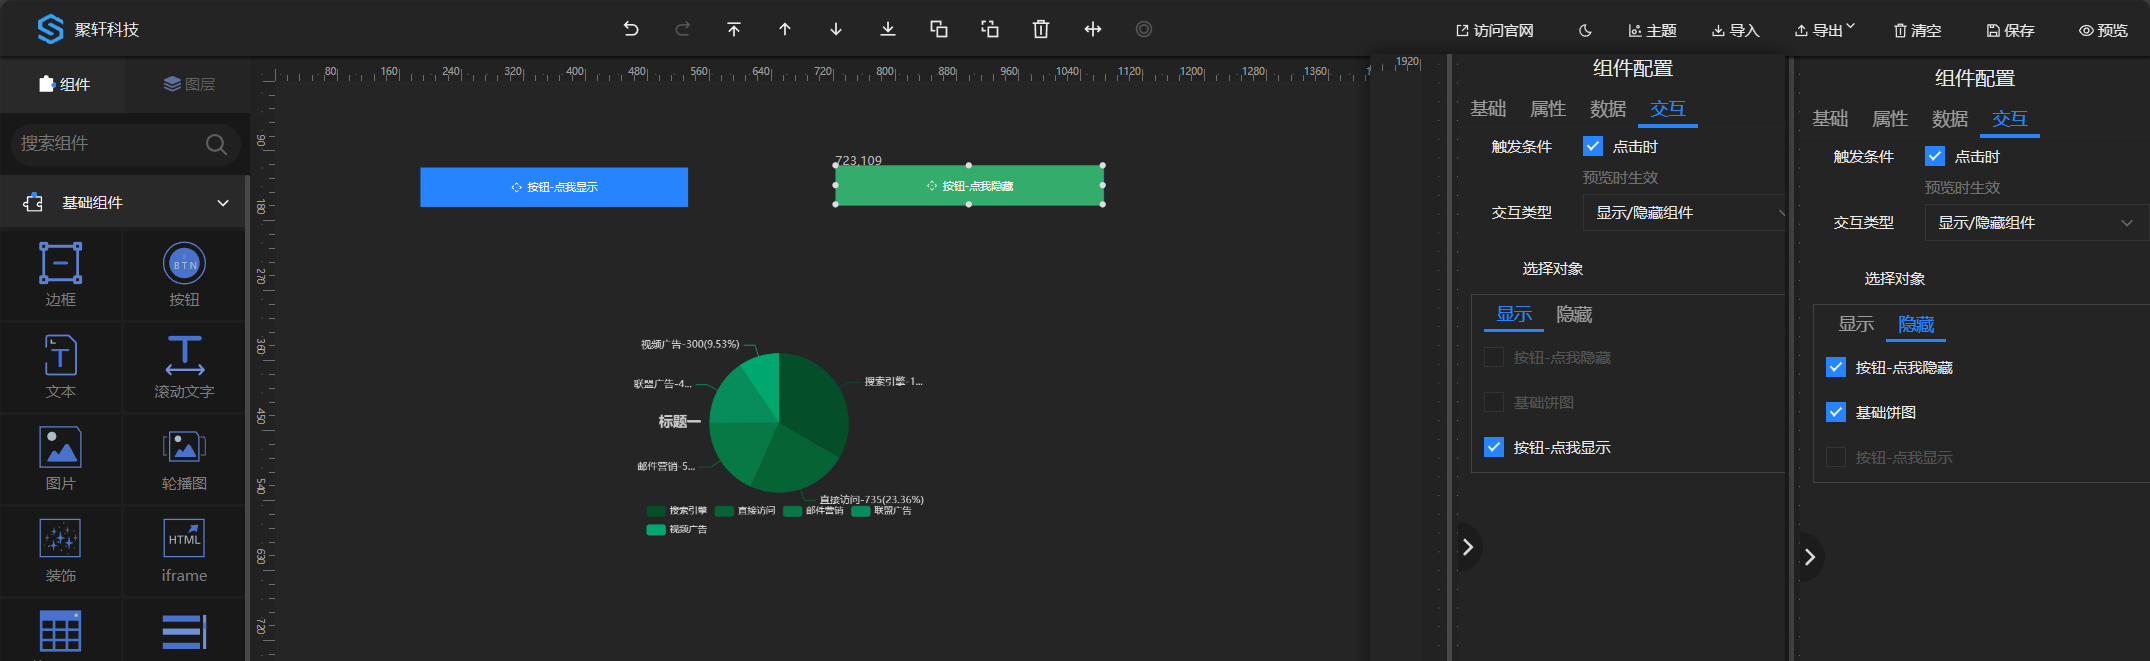 聚轩科技
访问官网
主题
导入
导出
清空
保存
预览
组件
图层
搜索组件
基础组件
边框
BTN
按钮
文本
滚动文字
图片
轮播图
装饰
HTML
iframe
80
160
240
320
400
480
560
640
720
800
880
960
1040
1120
1200
1280
1360
1920
90
180
270
360
450
540
630
720
按钮-点我显示
723,109
按钮-点我隐藏
视频广告-300(9.53%)
联盟广告-4...
搜索引擎-1...
标题一
邮件营销-5...
直接访问-735(23.36%)
搜索引擎
直接访问
邮件营销
联盟广告
视频广告
组件配置
基础 属性 数据 交互
触发条件 点击时
预览时生效
交互类型 显示/隐藏组件
选择对象
显示 隐藏
按钮-点我隐藏
基础饼图
按钮-点我显示
组件配置
基础 属性 数据 交互
触发条件 点击时
预览时生效
交互类型 显示/隐藏组件
选择对象
显示 隐藏
按钮-点我隐藏
基础饼图
按钮-点我显示